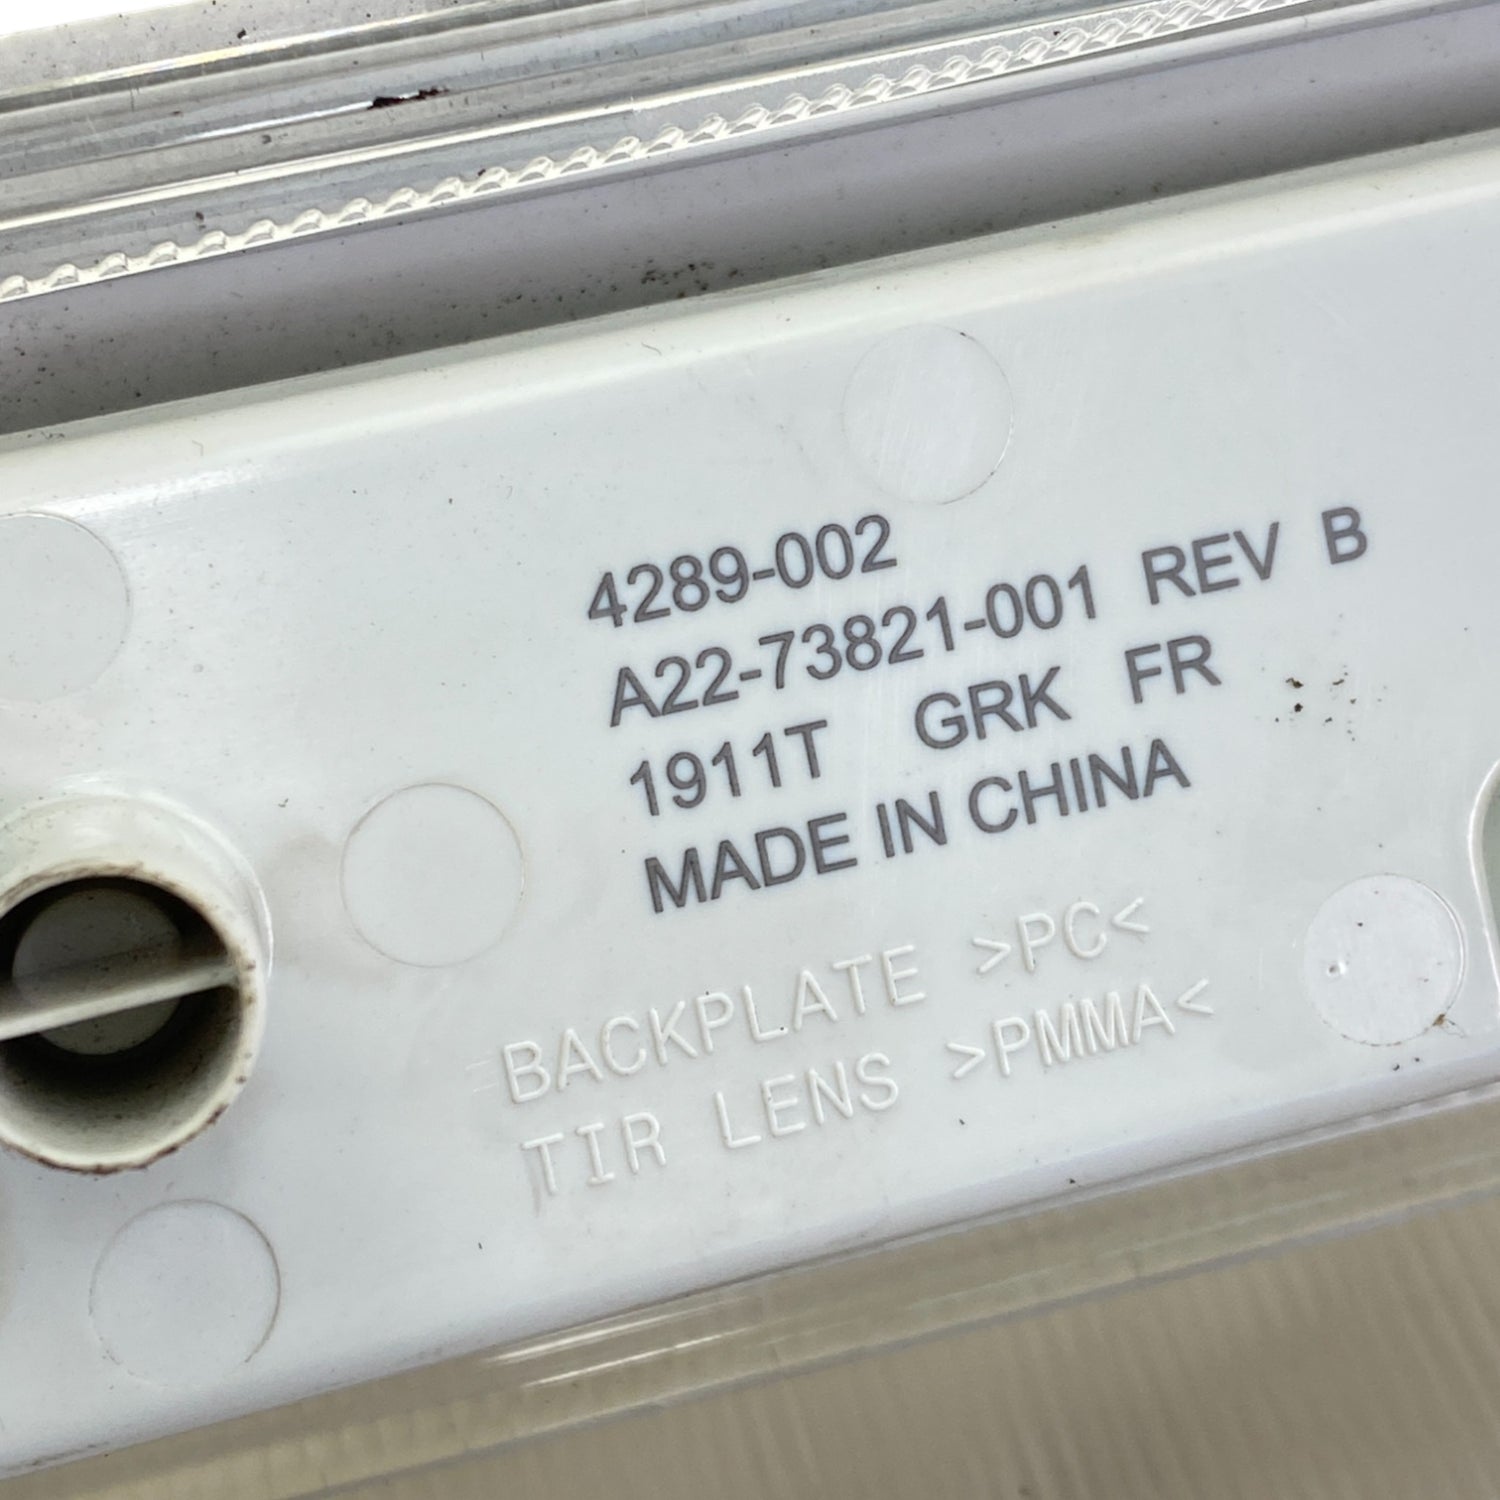 4289-002
A22-73821-001 REV B
1911T GRK FR
MADE IN CHINA
BACKPLATE >PC<
TIR LENS >PMMA<